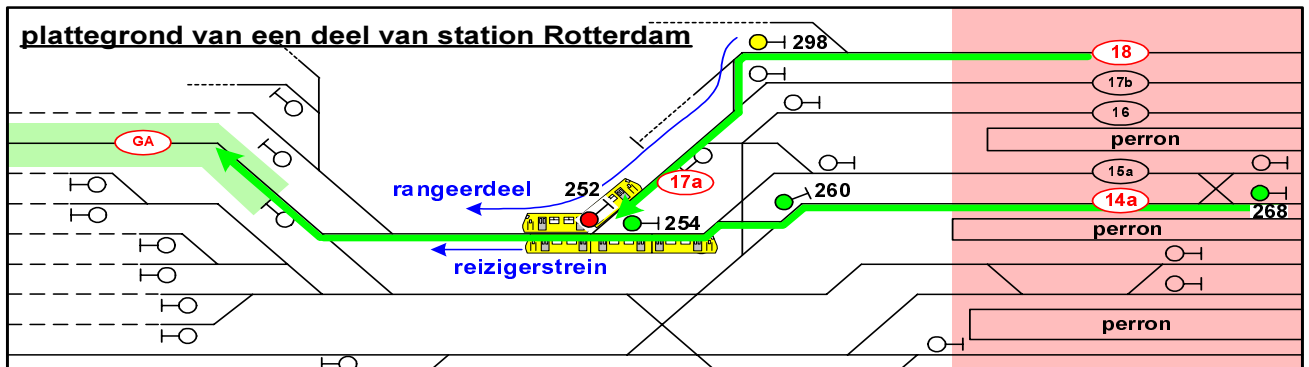 plattegrond van een deel van station Rotterdam
298
18
17b
16
perron
GA
rangeerdeel
252
17a
15a
260
14a
254
268
perron
reizigerstrein
perron